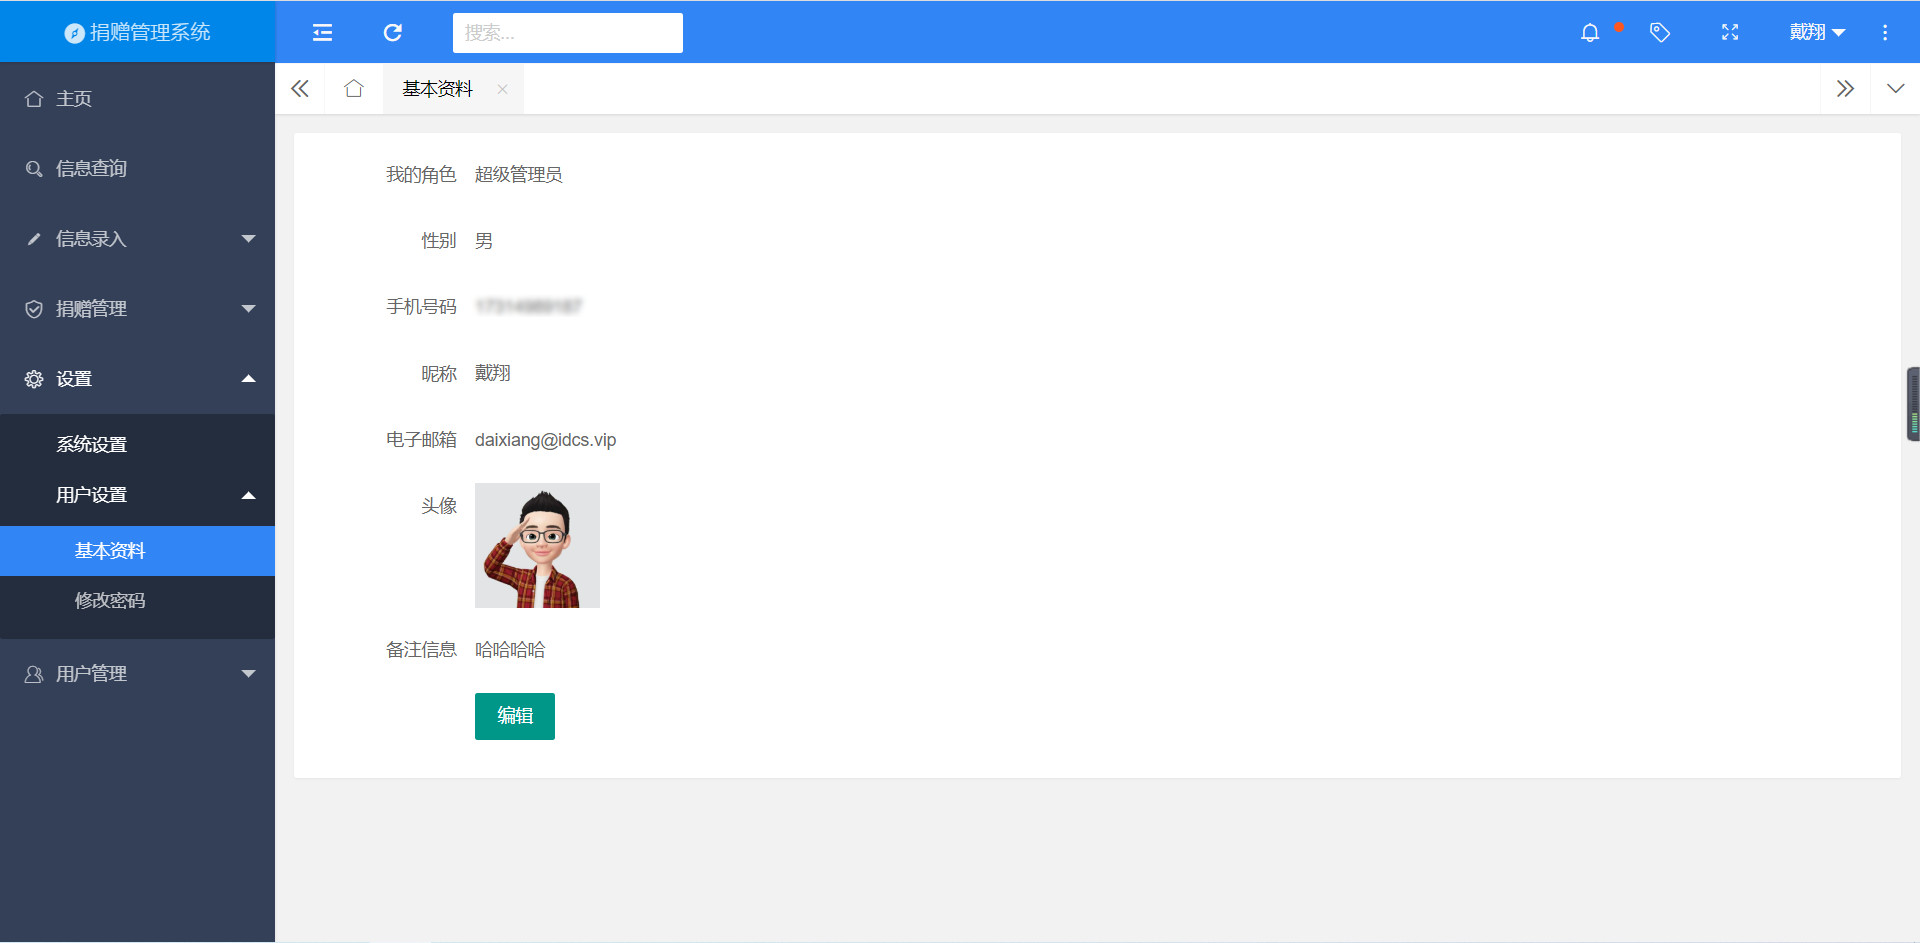 捐赠管理系统
搜索...
戴翔
主页
信息查询
信息录入
捐赠管理
设置
系统设置
用户设置
基本资料
修改密码
用户管理
基本资料
我的角色 超级管理员
性别 男
手机号码
昵称 戴翔
电子邮箱 daixiang@idcs.vip
头像
备注信息 哈哈哈哈
编辑